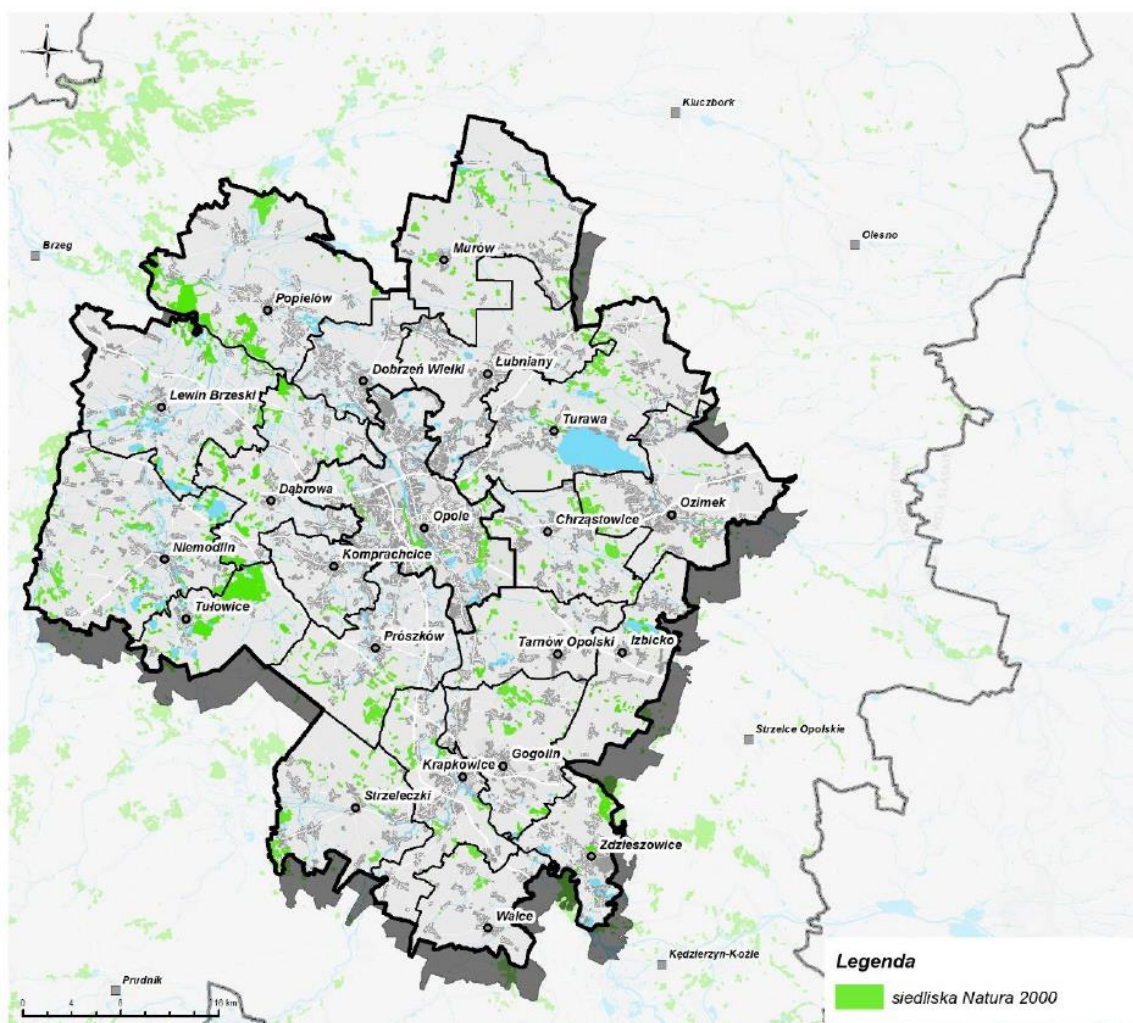 Kluczbork
Olesno
Brzeg
Murów
Popielów
Łubniany
Dobrzeń Wielki
Lewin Brzeski
Turawa
Dąbrowa
Ozimek
Opole
Chrząstowice
Niemodlin
Komprachcice
Tułowice
Prószków
Tarnów Opolski
Izbicko
Strzelce Opolskie
Gogolin
Krapkowice
Strzeleczki
Zdzieszowice
Walce
Kędzierzyn-Koźle
Prudnik
0 4 8 16 km
Legenda
siedliska Natura 2000